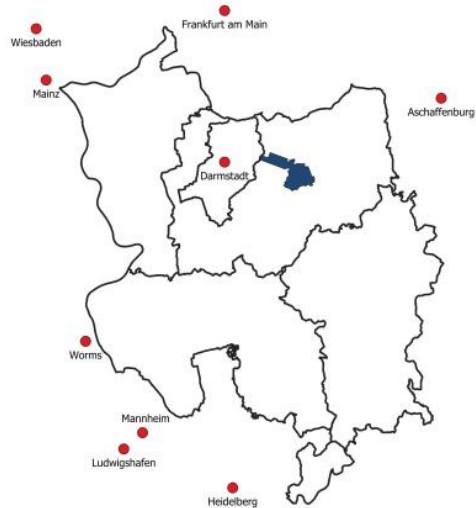 Frankfurt am Main
Wiesbaden
Mainz
Aschaffenburg
Darmstadt
Worms
Mannheim
Ludwigshafen
Heidelberg